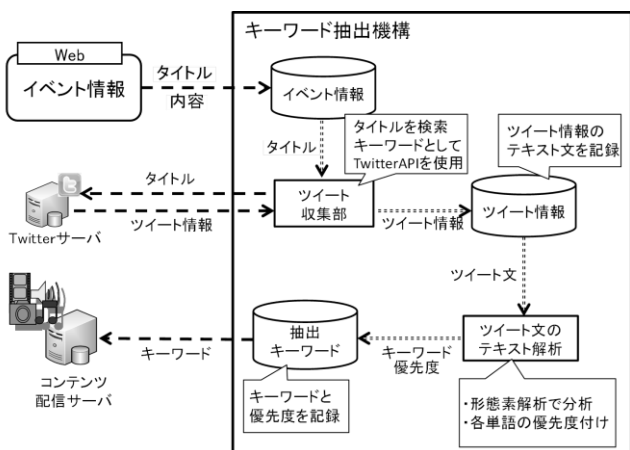 キーワード抽出機構
Web
イベント情報
タイトル
内容
イベント情報
タイトル
タイトルを検索
キーワードとして
TwitterAPIを使用
ツイート情報の
テキスト文を記録
タイトル
ツイート情報
Twitterサーバ
ツイート
収集部
ツイート情報
ツイート情報
ツイート文
ツイート文の
テキスト解析
キーワード
優先度
抽出
キーワード
キーワード
コンテンツ
配信サーバ
キーワードと
優先度を記録
・形態素解析で分析
・各単語の優先度付け